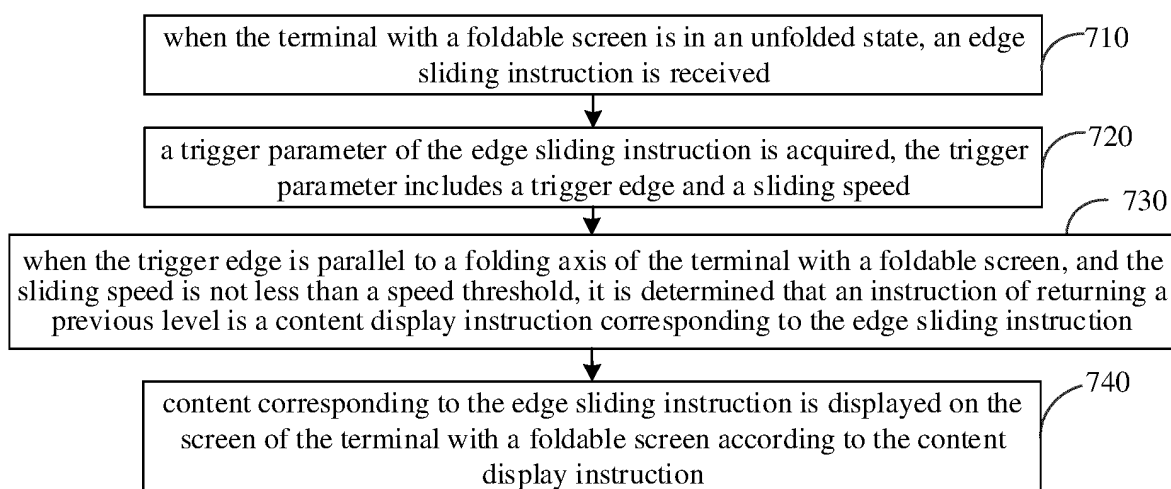 when the terminal with a foldable screen is in an unfolded state, an edge
sliding instruction is received
710
a trigger parameter of the edge sliding instruction is acquired, the trigger
parameter includes a trigger edge and a sliding speed
720
730
when the trigger edge is parallel to a folding axis of the terminal with a foldable screen, and the
sliding speed is not less than a speed threshold, it is determined that an instruction of returning a
previous level is a content display instruction corresponding to the edge sliding instruction
740
content corresponding to the edge sliding instruction is displayed on the
screen of the terminal with a foldable screen according to the content
display instruction